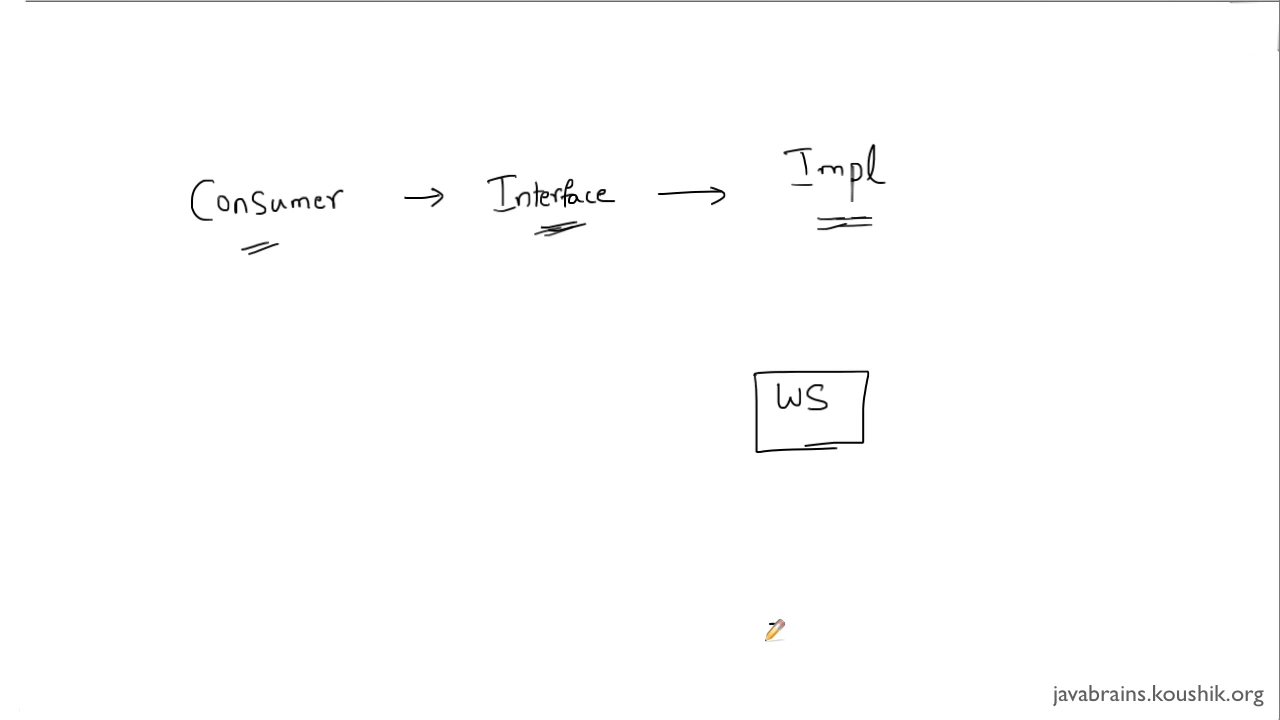 Consumer → Interface → Impl
WS
javabrains.koushik.org